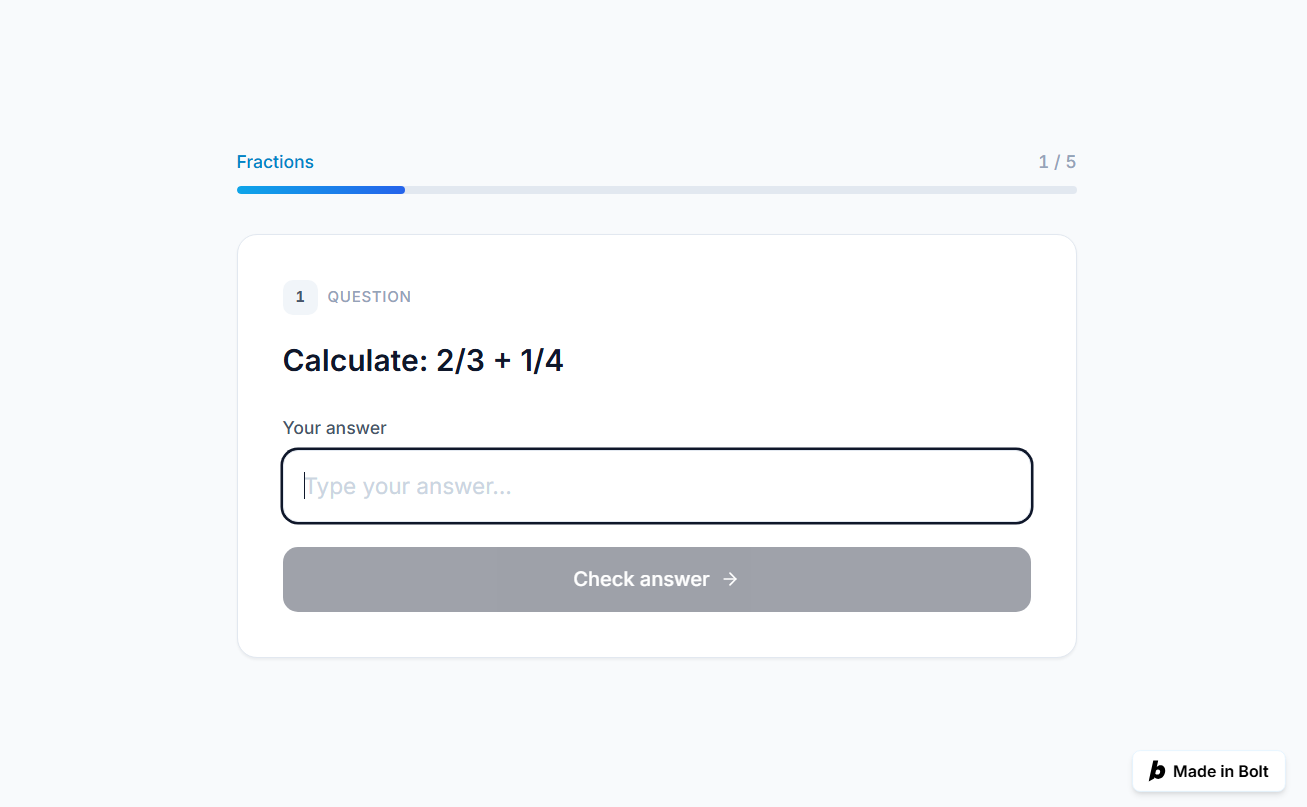 Fractions
1 / 5
1 QUESTION
Calculate: 2/3 + 1/4
Your answer
Type your answer...
Check answer →
Made in Bolt